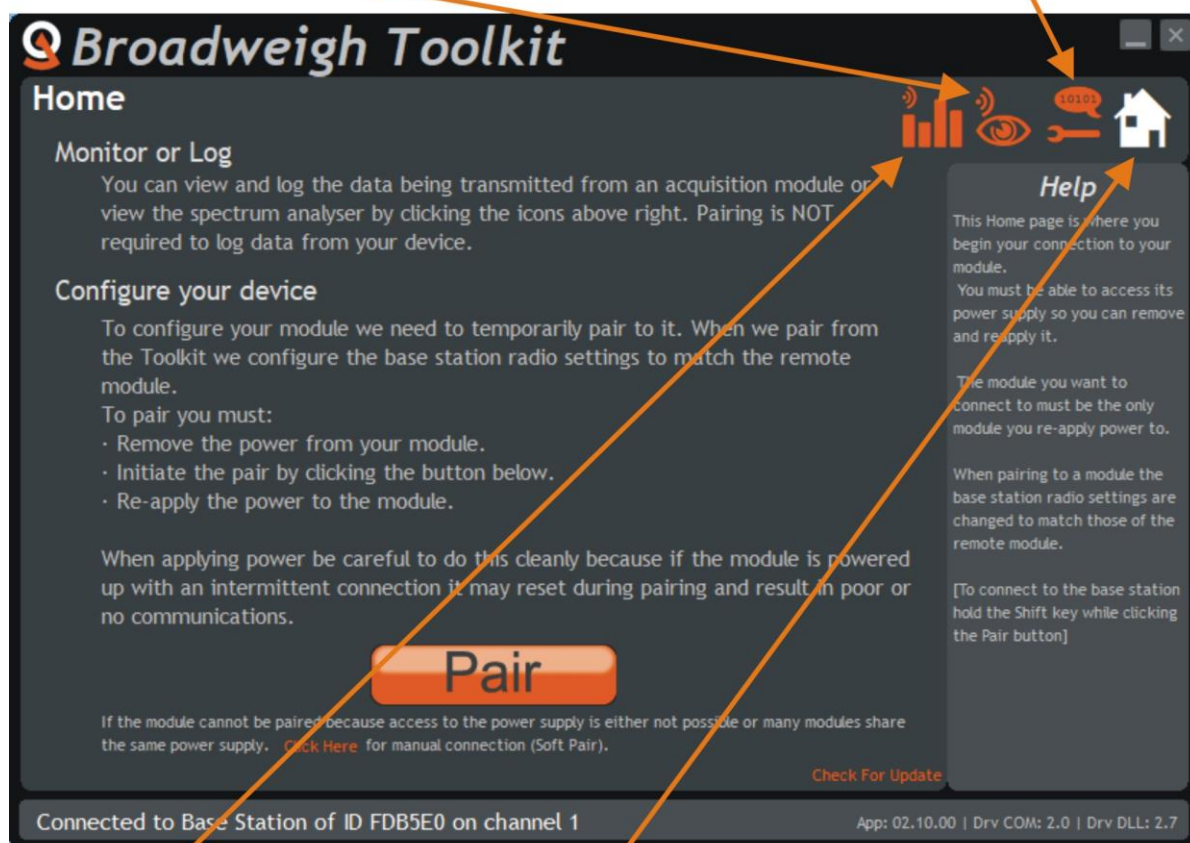 Broadweigh Toolkit
Home
10101
Monitor or Log
You can view and log the data being transmitted from an acquisition module or
view the spectrum analyser by clicking the icons above right. Pairing is NOT
required to log data from your device.
Configure your device
To configure your module we need to temporarily pair to it. When we pair from
the Toolkit we configure the base station radio settings to match the remote
module.
To pair you must:
· Remove the power from your module.
· Initiate the pair by clicking the button below.
· Re-apply the power to the module.
When applying power be careful to do this cleanly because if the module is powered
up with an intermittent connection it may reset during pairing and result in poor or
no communications.
Pair
If the module cannot be paired because access to the power supply is either not possible or many modules share
the same power supply. Click Here for manual connection (Soft Pair).
Check For Update
Help
This Home page is where you
begin your connection to your
module.
You must be able to access its
power supply so you can remove
and reapply it.
The module you want to
connect to must be the only
module you re-apply power to.
When pairing to a module the
base station radio settings are
changed to match those of the
remote module.
[To connect to the base station
hold the Shift key while clicking
the Pair button]
Connected to Base Station of ID FDB5E0 on channel 1
App: 02.10.00 | Drv COM: 2.0 | Drv DLL: 2.7